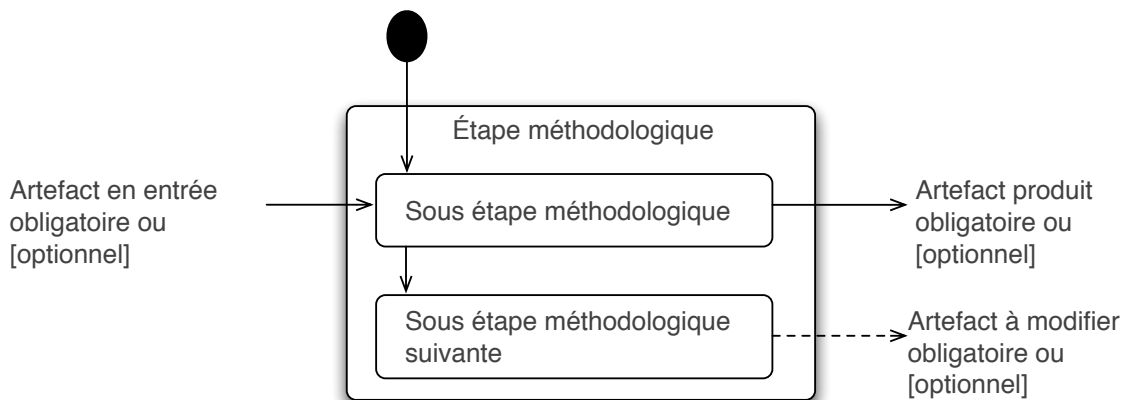 Étape méthodologique
Artefact en entrée
obligatoire ou
[optionnel]
Sous étape méthodologique
Artefact produit
obligatoire ou
[optionnel]
Sous étape méthodologique
suivante
Artefact à modifier
obligatoire ou
[optionnel]